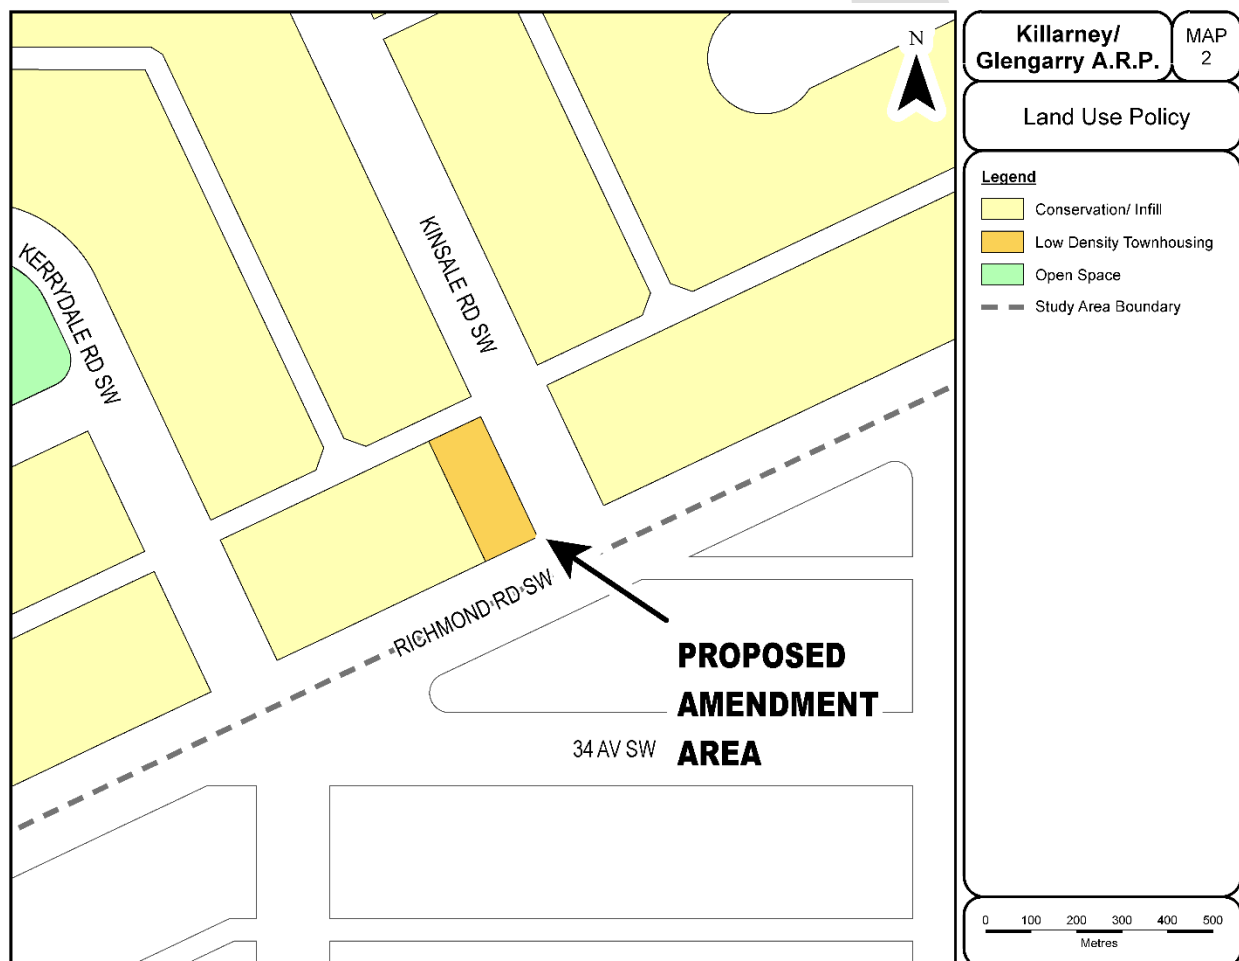 Killarney/
Glengarry A.R.P.
MAP
2
Land Use Policy
Legend
Conservation/ Infill
Low Density Townhousing
Open Space
Study Area Boundary
N
KERRYDALE RD SW
KINSALE RD SW
RICHMOND RD SW
PROPOSED
AMENDMENT
AREA
34 AV SW
0 100 200 300 400 500
Metres